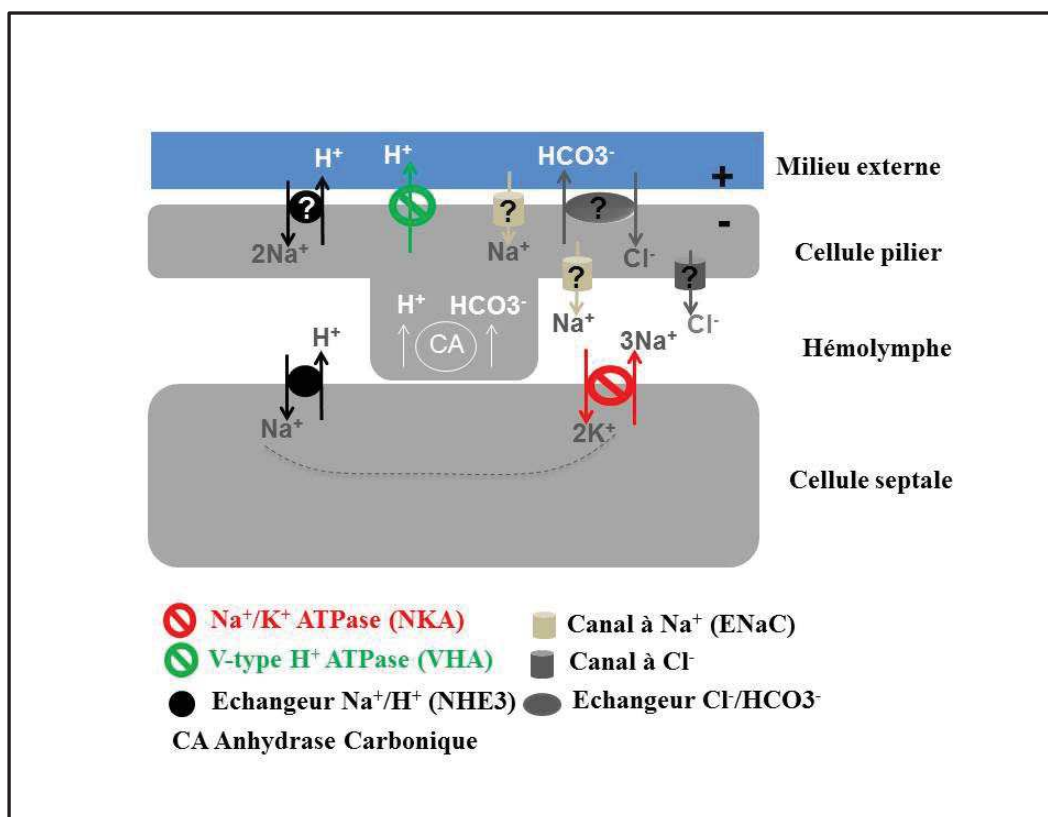 H+ H+ HCO3-
Milieu externe
+
? ? ?
-
2Na+ Na+ Cl- ?
Cellule pilier
?
H+ HCO3-
Na+ Cl-
H+ CA 3Na+
Hémolymphe
Na+ 2K+
Cellule septale
Na+/K+ ATPase (NKA)
Canal à Na+ (ENaC)
V-type H+ ATPase (VHA)
Canal à Cl-
Echangeur Na+/H+ (NHE3)
Echangeur Cl-/HCO3-
CA Anhydrase Carbonique